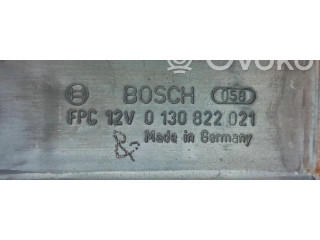 BOSCH 058
FPC 12V 0 130 822 021
Made in Germany